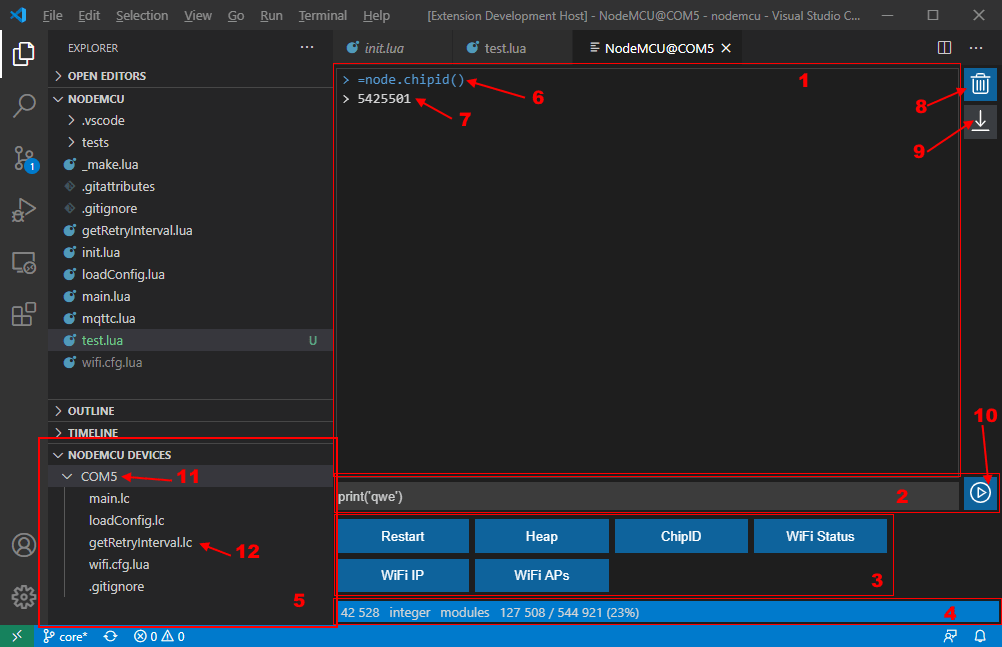 File Edit Selection View Go Run Terminal Help [Extension Development Host] - NodeMCU@COM5 - nodemcu - Visual Studio C...
EXPLORER
OPEN EDITORS
NODEMCU
.vscode
tests
_make.lua
.gitattributes
.gitignore
getRetryInterval.lua
init.lua
loadConfig.lua
main.lua
mqttc.lua
test.lua U
wifi.cfg.lua
OUTLINE
TIMELINE
NODEMCU DEVICES
COM5 11
main.lc
loadConfig.lc
getRetryInterval.lc 12
wifi.cfg.lua
.gitignore
5
1
init.lua test.lua NodeMCU@COM5
> =node.chipid() 6
> 5425501 7
1
8
9
10
print('qwe') 2
Restart Heap ChipID WiFi Status
WiFi IP WiFi APs 3
42 528 integer modules 127 508 / 544 921 (23%) 4
core* 0 0